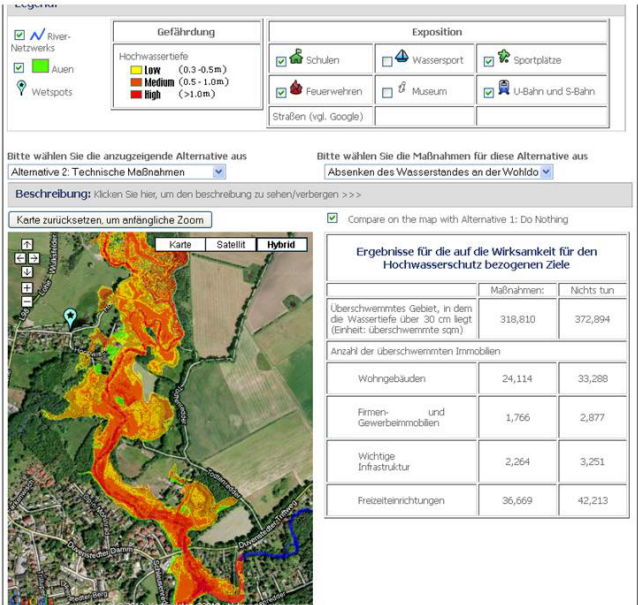 Legende
River-
Netzwerks
Auen
Wetspots
Gefährdung
Hochwassertiefe
Low (0.3-0.5m)
Medium (0.5 - 1.0m)
High (>1.0m)
Exposition
Schulen
Wassersport
Sportplätze
Feuerwehren
Museum
U-Bahn und S-Bahn
Straßen (vgl. Google)
Bitte wählen Sie die anzugezeigende Alternative aus
Alternative 2: Technische Maßnahmen
Bitte wählen Sie die Maßnahmen für diese Alternativ aus
Absenken des Wasserstandes an der Wohldo
Beschreibung: Klicken Sie hier, um den beschreibung zu sehen/verbergen >>>
Karte zurücksetzen, um anfängliche Zoom
Compare on the map with Alternative 1: Do Nothing
Karte
Satellit
Hybrid
Duvenstedter Damm
Duvenstedter Triftweg
Ergebnisse für die auf die Wirksamkeit für den
Hochwasserschutz bezogenen Ziele
Maßnahmen: Nichts tun
Überschwemmtes Gebiet, in dem
die Wassertiefe über 30 cm liegt
(Einheit: überschwemmte sqm)
318,810 372,894
Anzahl der überschwemmten Immobilien
Wohngebäuden 24,114 33,288
Firmen- und
Gewerbeimmobilien
1,766 2,877
Wichtige
Infrastruktur
2,264 3,251
Freizeiteinrichtungen 36,669 42,213